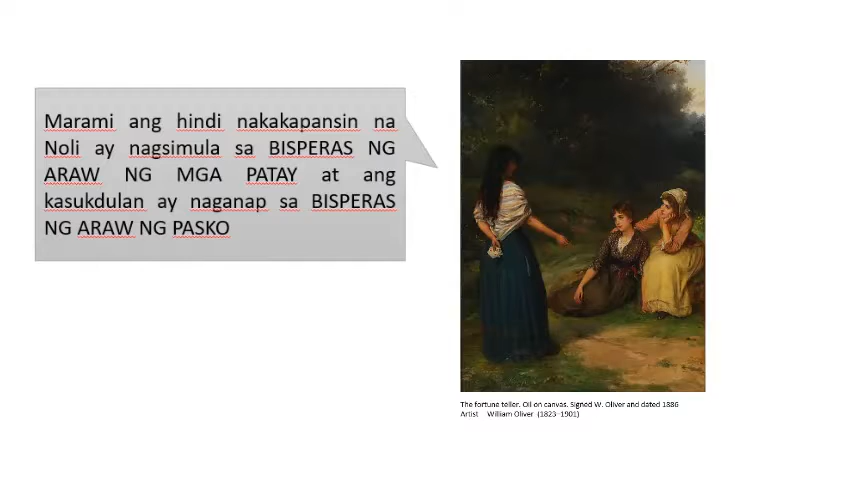 Marami ang hindi nakakapansin na
Noli ay nagsimula sa BISPERAS NG
ARAW NG MGA PATAY at ang
kasukdulan ay naganap sa BISPERAS
NG ARAW NG PASKO
The fortune teller. Oil on canvas. Signed W. Oliver and dated 1886
Artist William Oliver (1823–1901)